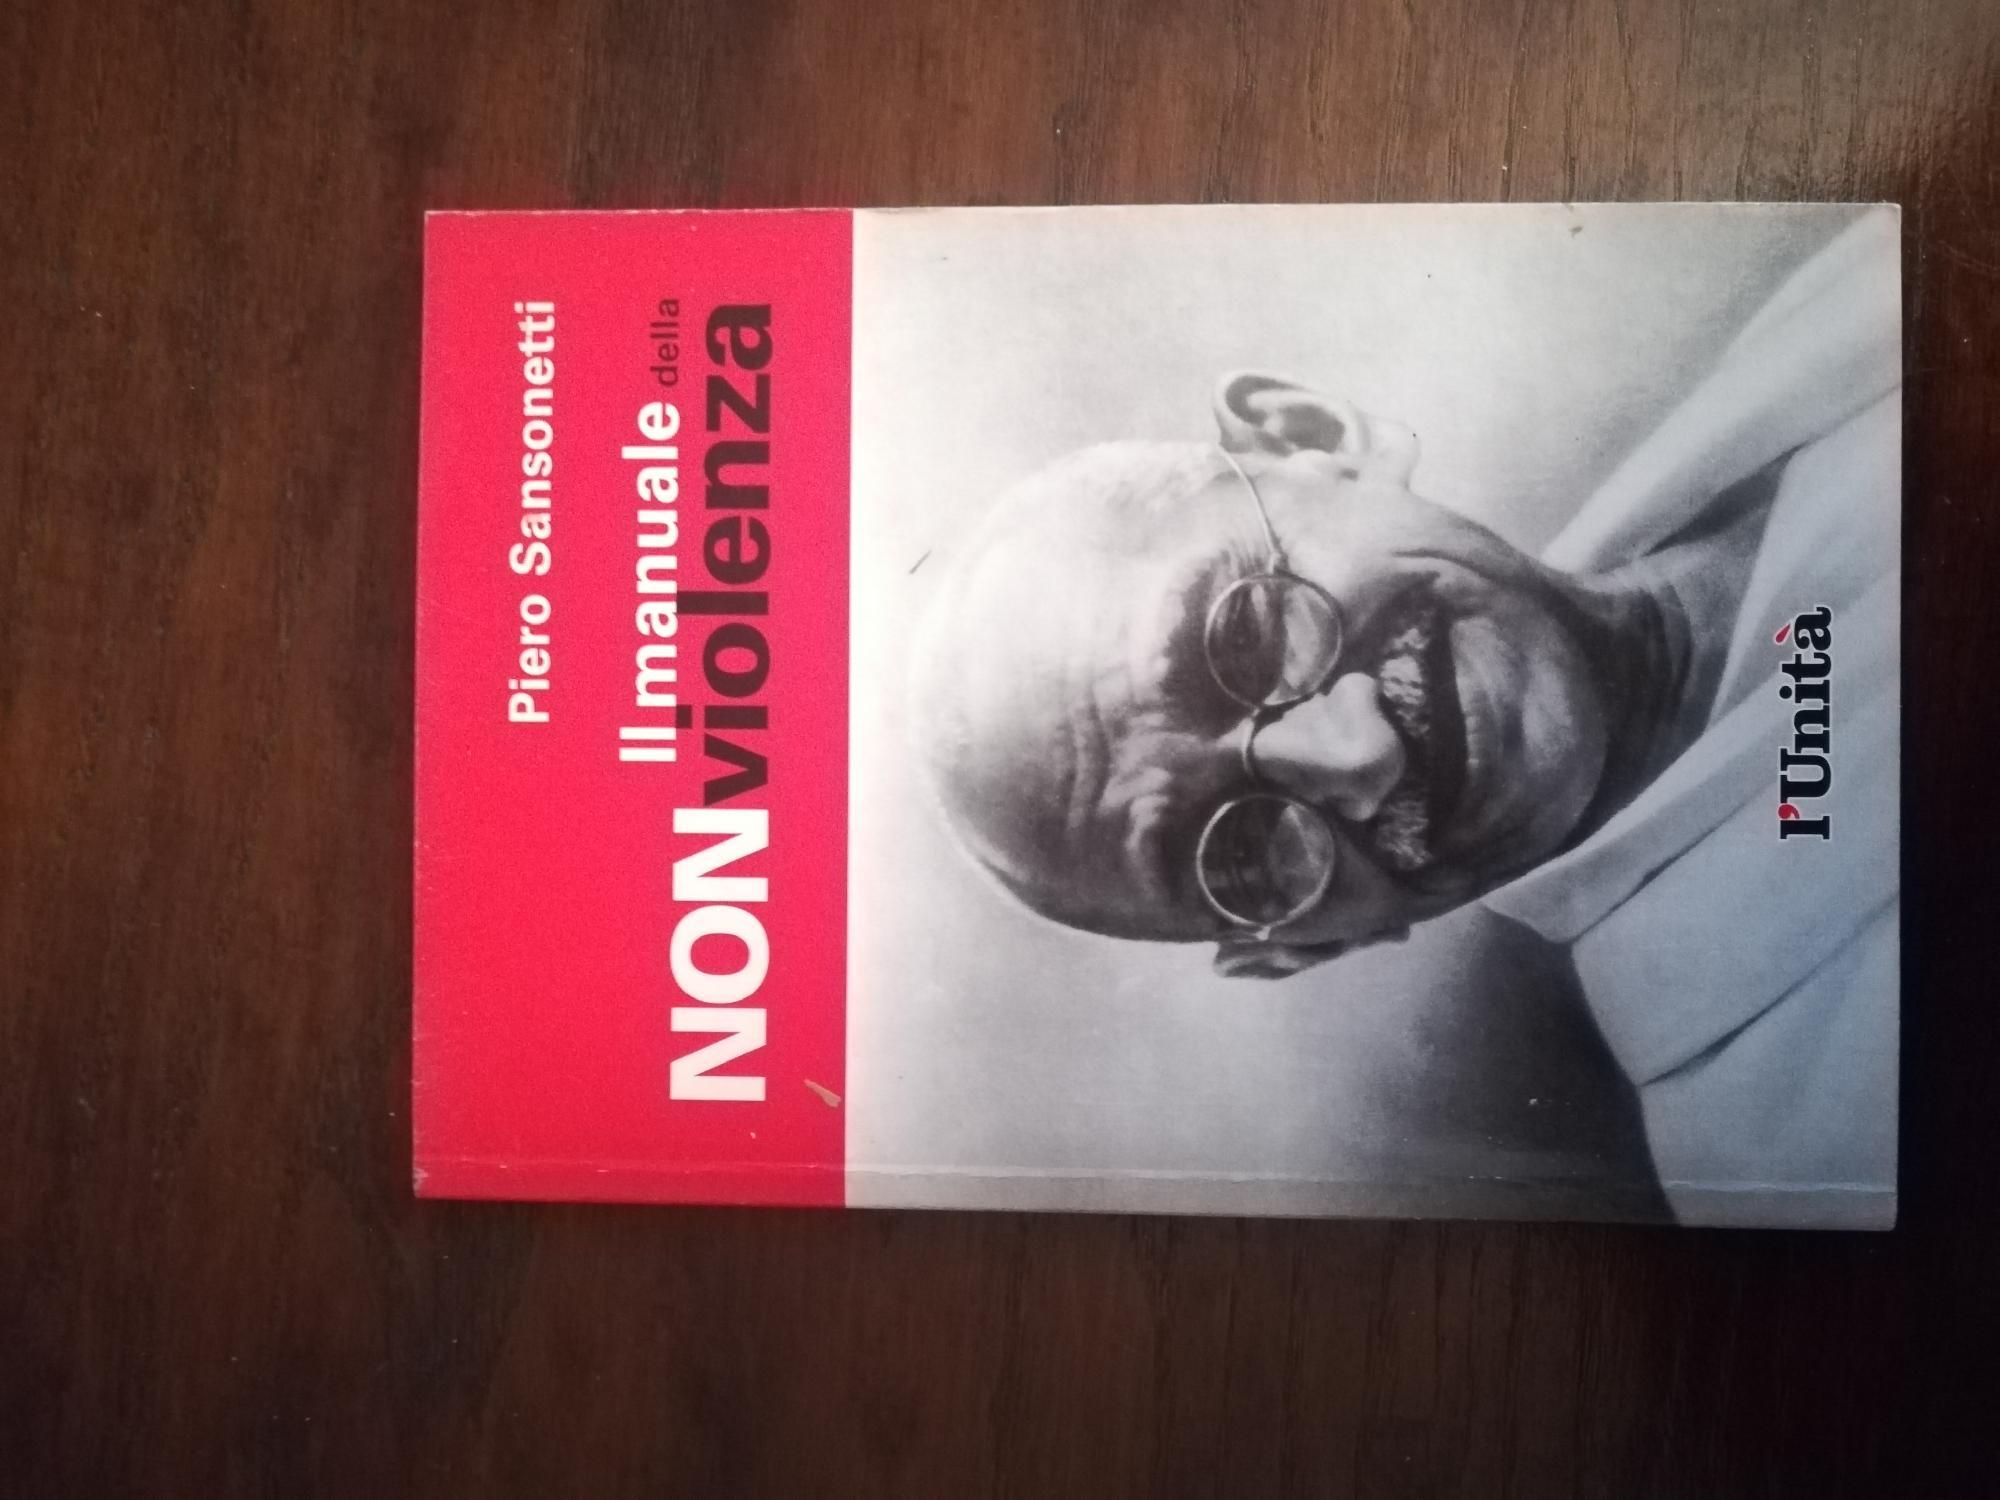 Piero Sansonetti
Il manuale della
NONviolenza
l'Unità